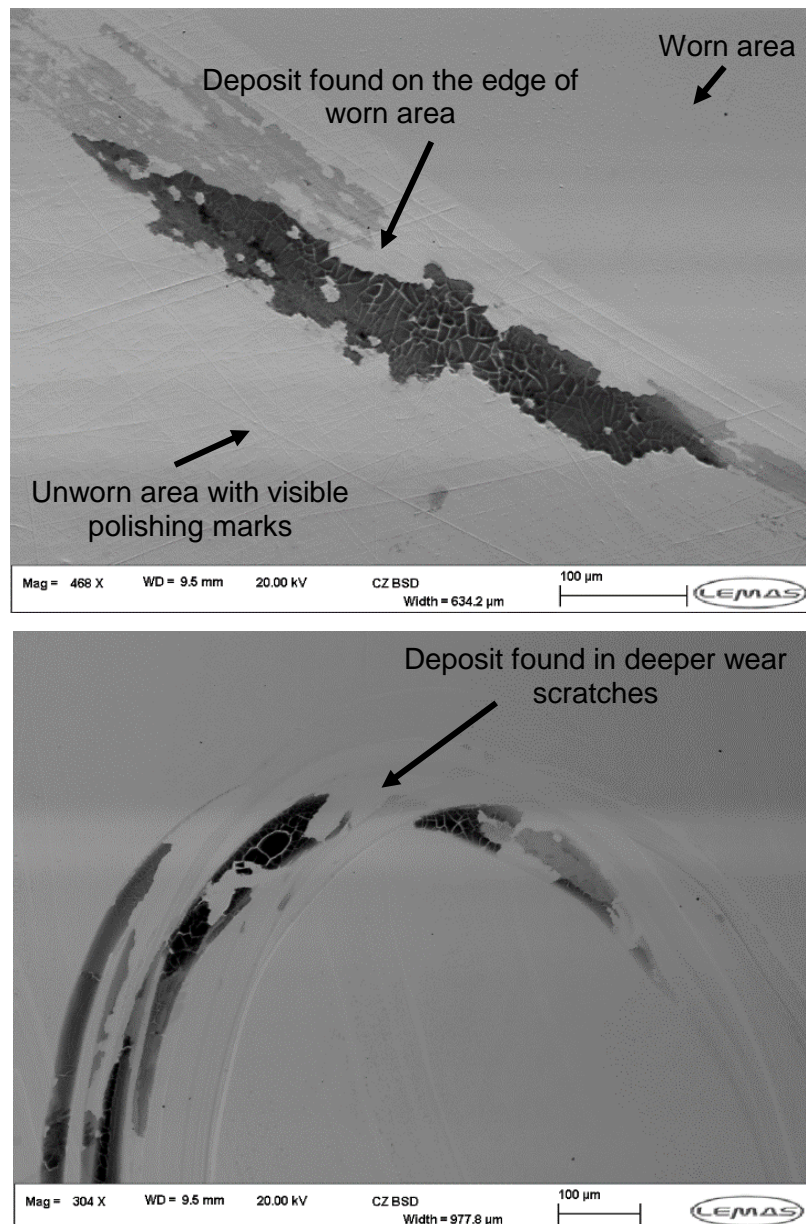 Worn area
Deposit found on the edge of
worn area
Unworn area with visible
polishing marks
Mag = 468 X WD = 9.5 mm 20.00 kV CZ BSD 100 µm LEMAS
Width = 634.2 µm
Deposit found in deeper wear
scratches
Mag = 304 X WD = 9.5 mm 20.00 kV CZ BSD 100 µm LEMAS
Width = 977.8 µm